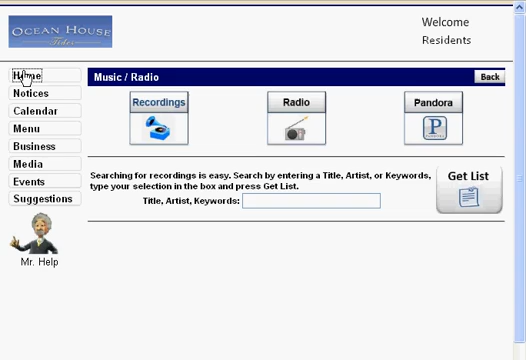 OCEAN HOUSE
Tides
Welcome
Residents
Home
Notices
Calendar
Menu
Business
Media
Events
Suggestions
Mr. Help
Music / Radio
Back
Recordings
Radio
Pandora
P
Searching for recordings is easy. Search by entering a Title, Artist, or Keywords,
type your selection in the box and press Get List.
Title, Artist, Keywords:
Get List